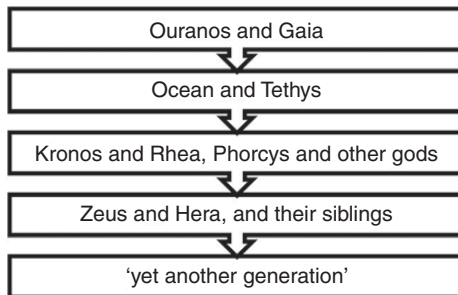 Ouranos and Gaia
Ocean and Tethys
Kronos and Rhea, Phorcys and other gods
Zeus and Hera, and their siblings
‘yet another generation’